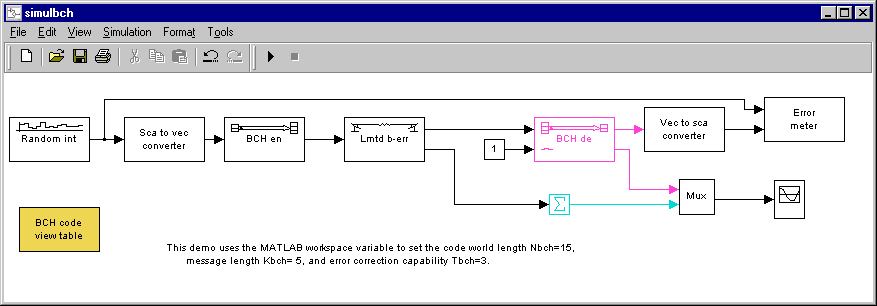 simulbch
File Edit View Simulation Format Tools
Random int
Sca to vec
converter
BCH en
Lmtd b-err
1
BCH de
Vec to sca
converter
Error
meter
Σ
Mux
BCH code
view table
This demo uses the MATLAB workspace variable to set the code world length Nbch=15,
message length Kbch= 5, and error correction capability Tbch=3.